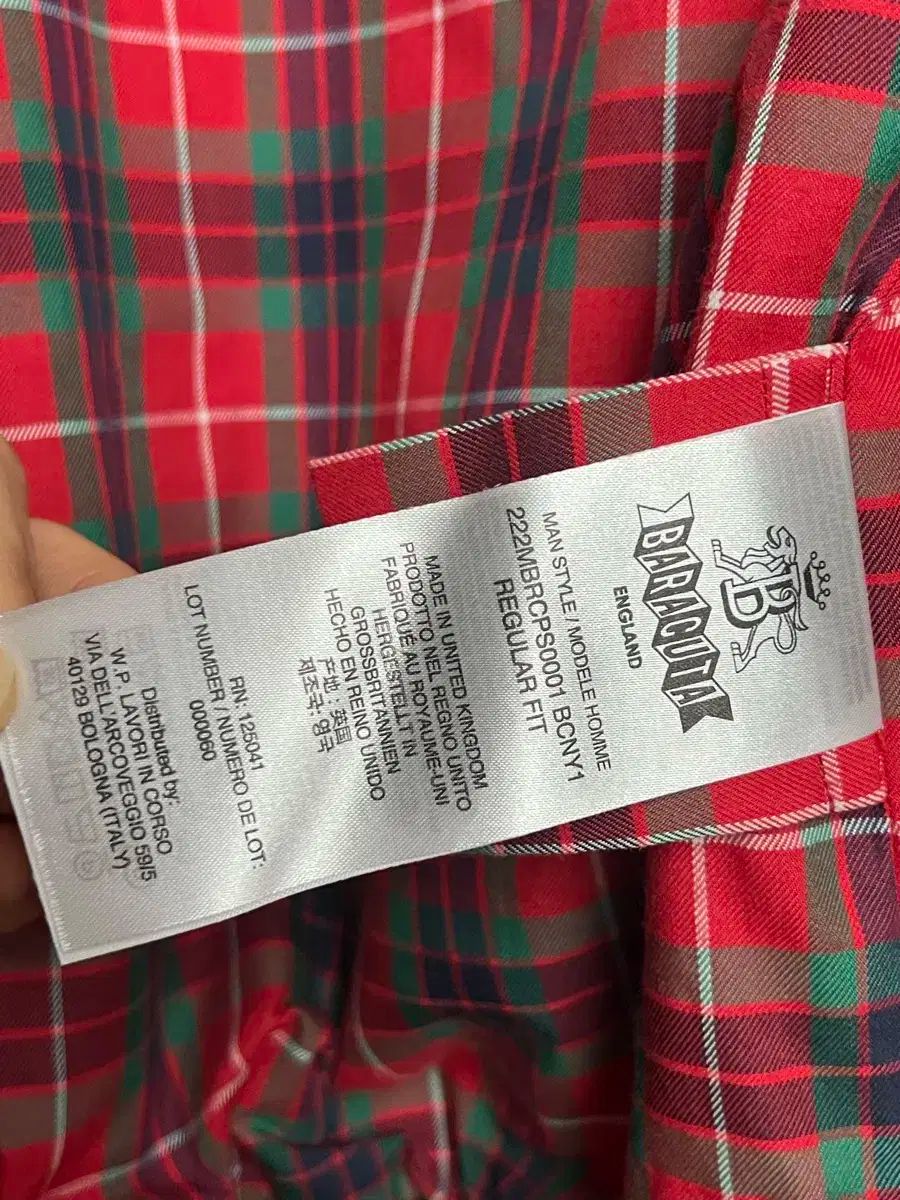 B
BARACUTA
ENGLAND
MAN STYLE / MODELE HOMME
222MBRCPS0001 BCNY1
REGULAR FIT
MADE IN UNITED KINGDOM
PRODOTTO NEL REGNO UNITO
FABRIQUÉ AU ROYAUME-UNI
HERGESTELLT IN
GROSSBRITANNIEN
HECHO EN REINO UNIDO
产地 : 英国
제조국: 영국
RN: 125041
LOT NUMBER / NUMERO DE LOT:
000060
Distributed by:
W.P. LAVORI IN CORSO
VIA DELL'ARCOVEGGIO 59/5
40129 BOLOGNA (ITALY)